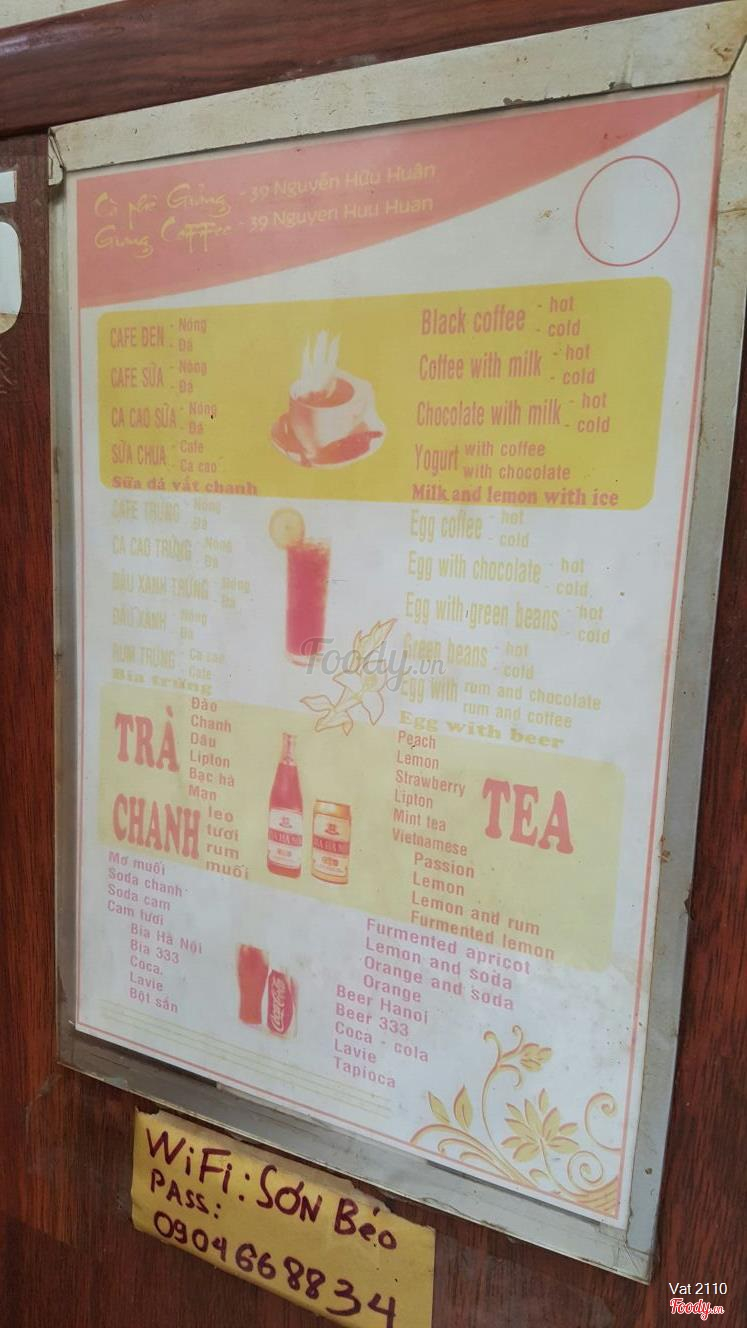 Cà phê Giảng - 39 Nguyễn Hữu Huân
Giang Caffee - 39 Nguyen Huu Huan
CAFE ĐEN - Nóng
- Đá
CAFE SỮA - Nóng
- Đá
CA CAO SỮA - Nóng
- Đá
SỮA CHUA - Cafe
- Ca cao
Sữa đá vắt chanh
Black coffee - hot
- cold
Coffee with milk - hot
- cold
Chocolate with milk - hot
- cold
Yogurt with coffee
with chocolate
Milk and lemon with ice
CAFE TRỨNG - Nóng
- Đá
CA CAO TRỨNG - Nóng
- Đá
ĐẬU XANH TRỨNG - Nóng
- Đá
ĐẬU XANH - Nóng
- Đá
RUM TRỨNG - Ca cao
- Cafe
Bia trứng
Egg coffee - hot
- cold
Egg with chocolate - hot
- cold
Egg with green beans - hot
- cold
Green beans - hot
- cold
Egg with rum and chocolate
rum and coffee
Egg with beer
TRÀ
Đào
Chanh
Dâu
Lipton
Bạc hà
Mạn
CHANH
leo
tươi
rum
muối
Peach
Lemon
Strawberry
Lipton
Mint tea
Vietnamese
TEA
Passion
Lemon
Lemon and rum
Furmented lemon
Mơ muối
Soda chanh
Soda cam
Cam tươi
Bia Hà Nội
Bia 333
Coca.
Lavie
Bột sắn
Furmented apricot
Lemon and soda
Orange and soda
Orange
Beer Hanoi
Beer 333
Coca - cola
Lavie
Tapioca
Coca-Cola
WiFi: SƠN Béo
PASS:
0904668834
Foody.vn
Vat 2110
Foody.vn